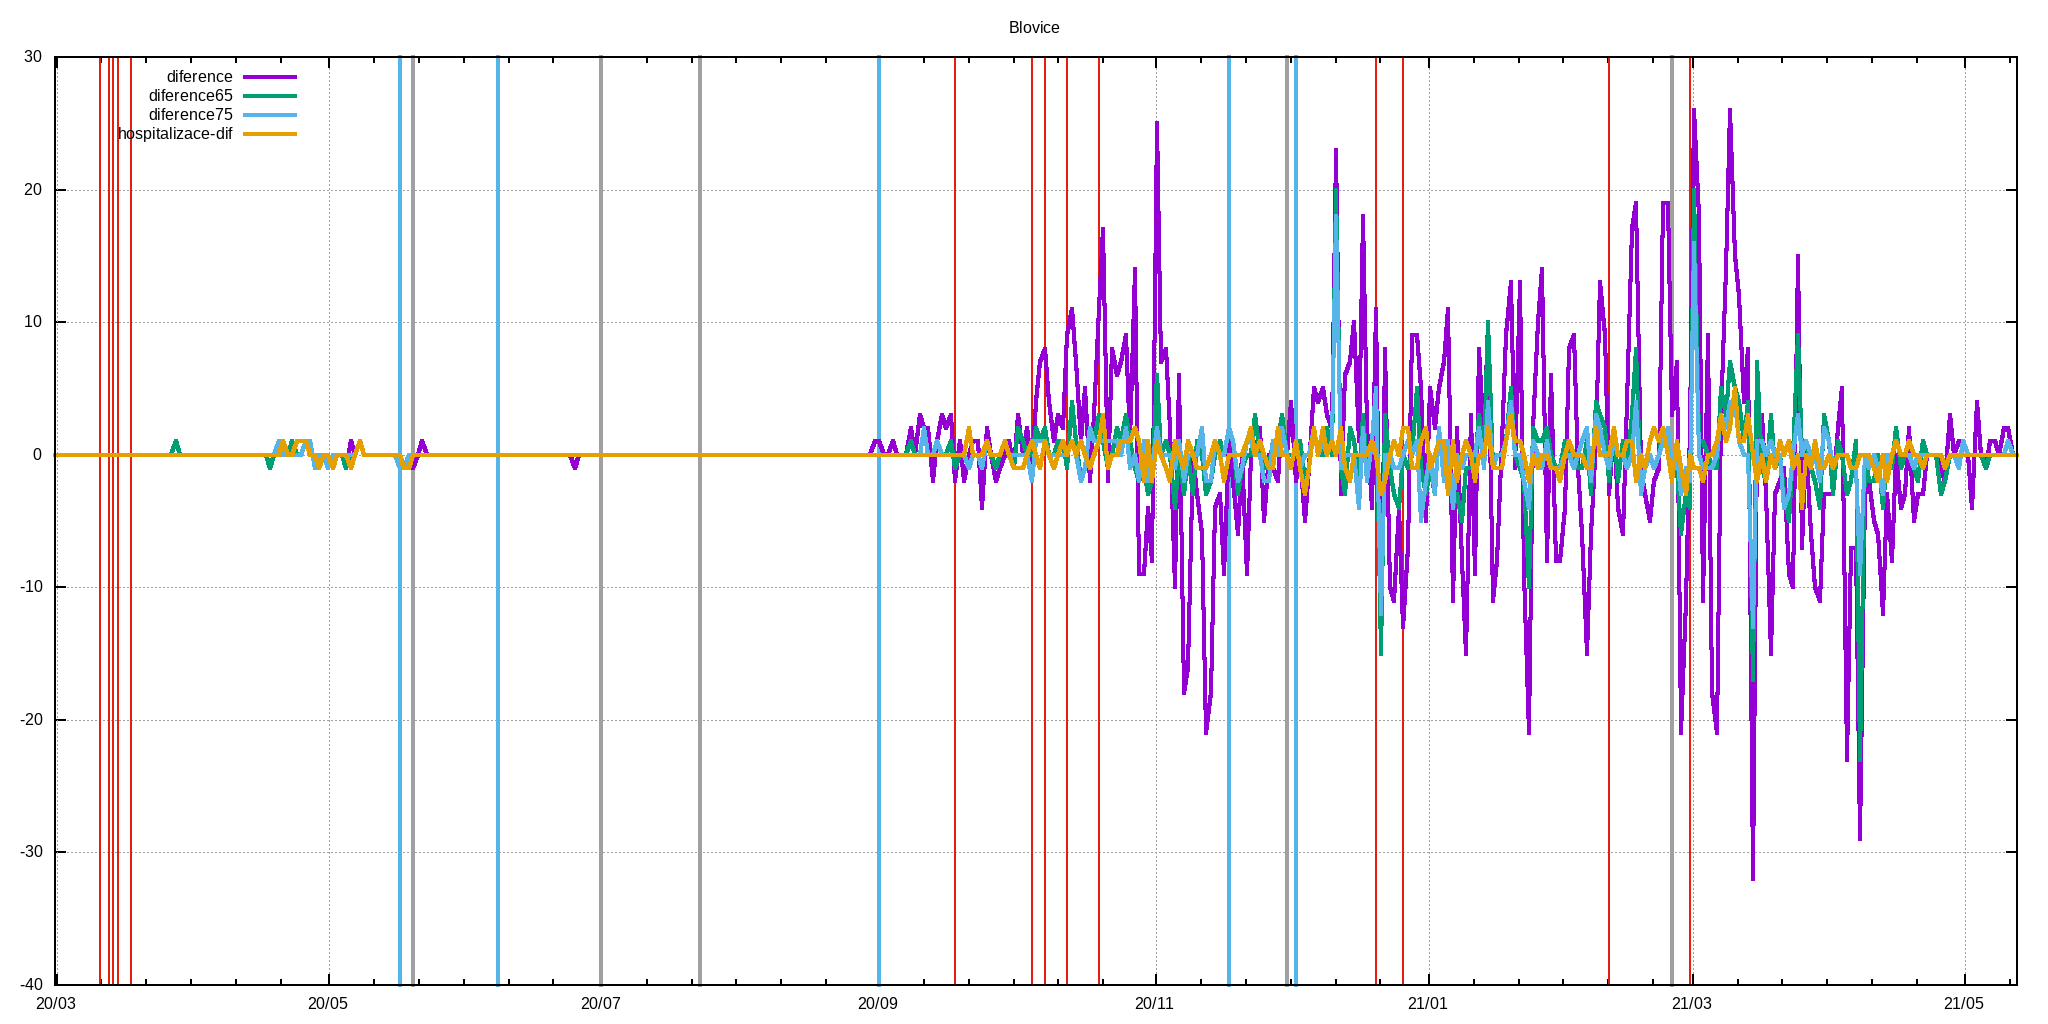 Blovice
30
diference
diference65
diference75
hospitalizace-dif
20
10
0
-10
-20
-30
-40
20/03 20/05 20/07 20/09 20/11 21/01 21/03 21/05